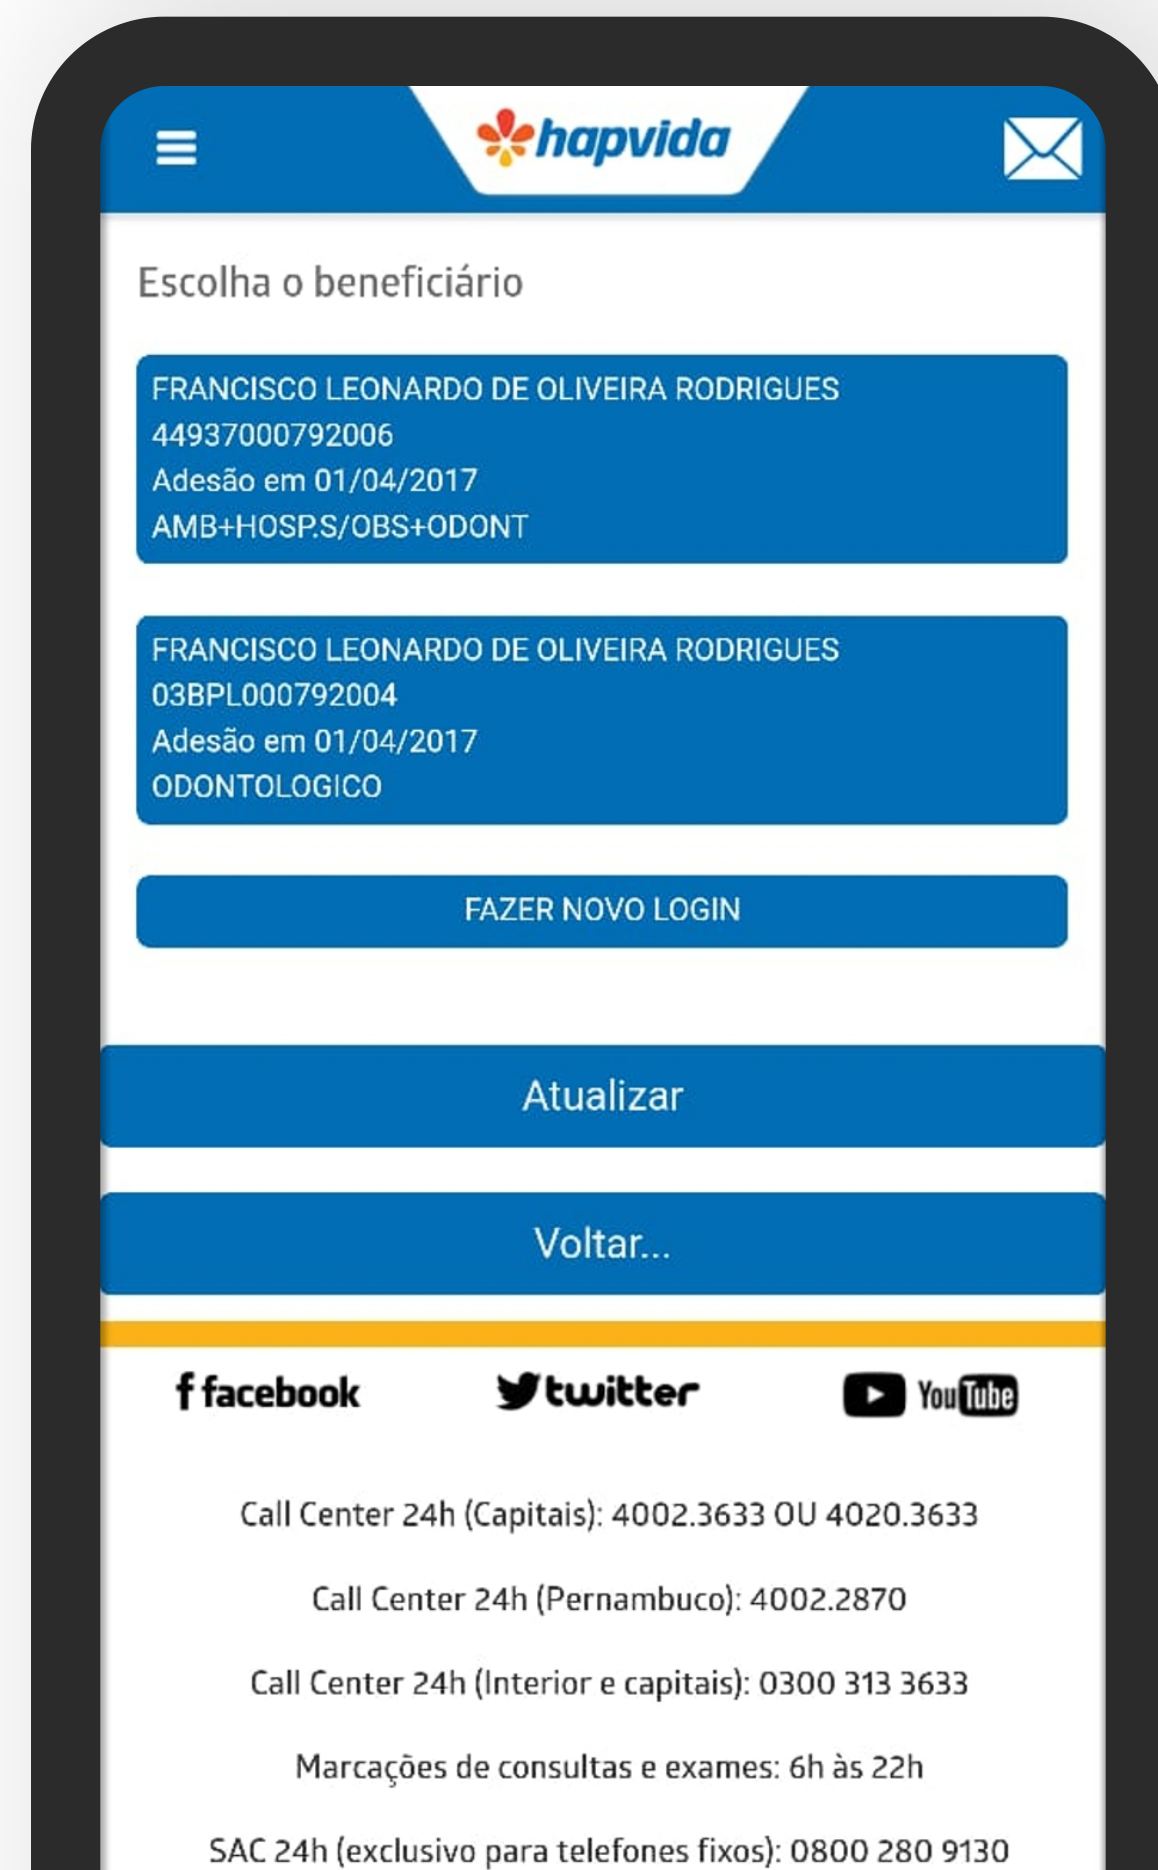 hapvida
Escolha o beneficiário
FRANCISCO LEONARDO DE OLIVEIRA RODRIGUES
44937000792006
Adesão em 01/04/2017
AMB+HOSP.S/OBS+ODONT
FRANCISCO LEONARDO DE OLIVEIRA RODRIGUES
03BPL000792004
Adesão em 01/04/2017
ODONTOLOGICO
FAZER NOVO LOGIN
Atualizar
Voltar...
f facebook
twitter
YouTube
Call Center 24h (Capitais): 4002.3633 OU 4020.3633
Call Center 24h (Pernambuco): 4002.2870
Call Center 24h (Interior e capitais): 0300 313 3633
Marcações de consultas e exames: 6h às 22h
SAC 24h (exclusivo para telefones fixos): 0800 280 9130